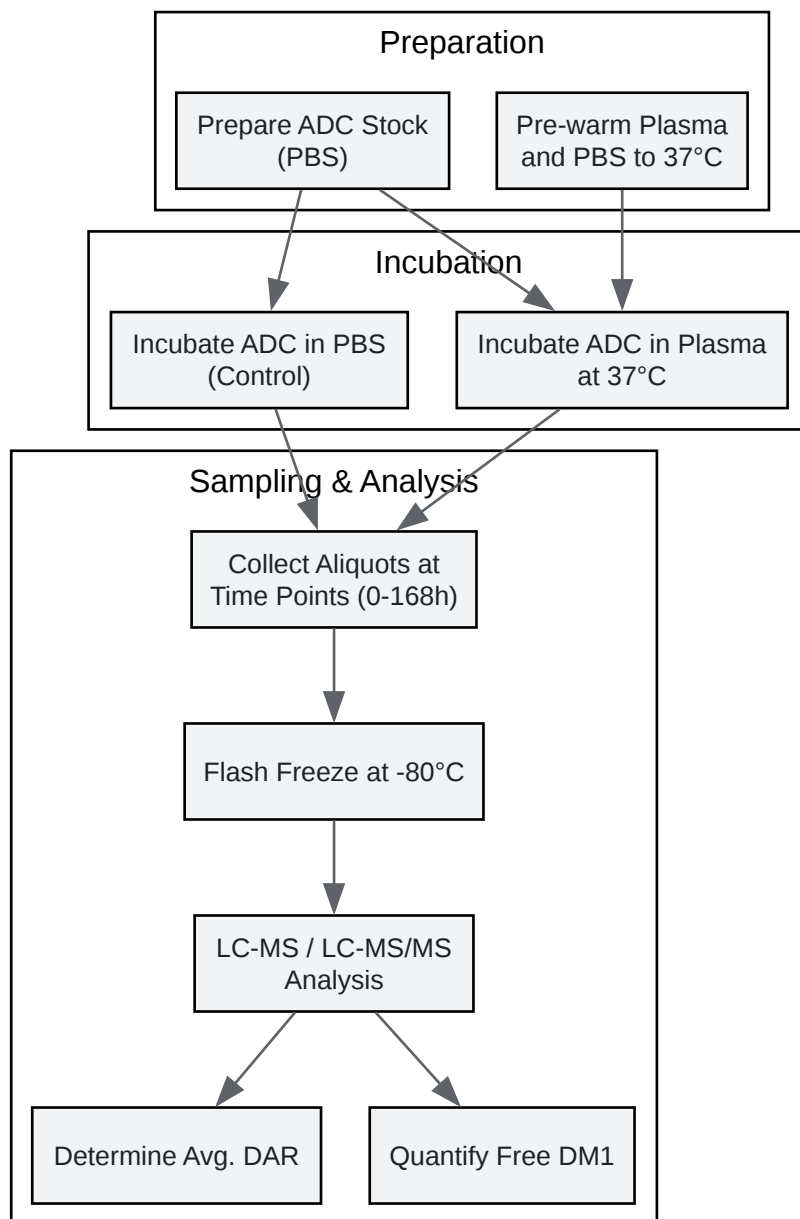 Preparation
Prepare ADC Stock
(PBS)
Pre-warm Plasma
and PBS to 37°C
Incubation
Incubate ADC in PBS
(Control)
Incubate ADC in Plasma
at 37°C
Sampling & Analysis
Collect Aliquots at
Time Points (0-168h)
Flash Freeze at -80°C
LC-MS / LC-MS/MS
Analysis
Determine Avg. DAR
Quantify Free DM1